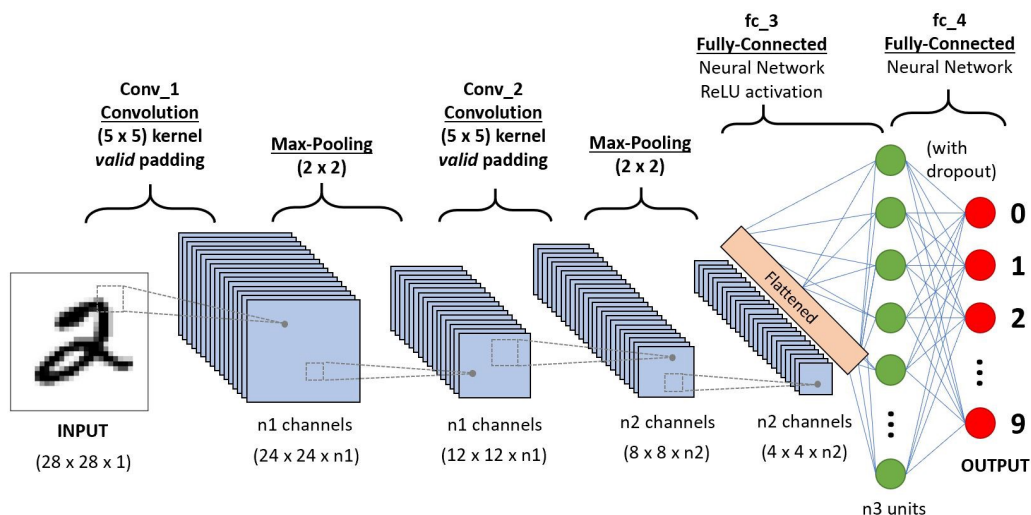 fc_3
Fully-Connected
Neural Network
ReLU activation
fc_4
Fully-Connected
Neural Network
Conv_1
Convolution
(5 x 5) kernel
valid padding
Max-Pooling
(2 x 2)
Conv_2
Convolution
(5 x 5) kernel
valid padding
Max-Pooling
(2 x 2)
(with
dropout)
Flattened
0
1
2
9
INPUT
(28 x 28 x 1)
n1 channels
(24 x 24 x n1)
n1 channels
(12 x 12 x n1)
n2 channels
(8 x 8 x n2)
n2 channels
(4 x 4 x n2)
OUTPUT
n3 units
2